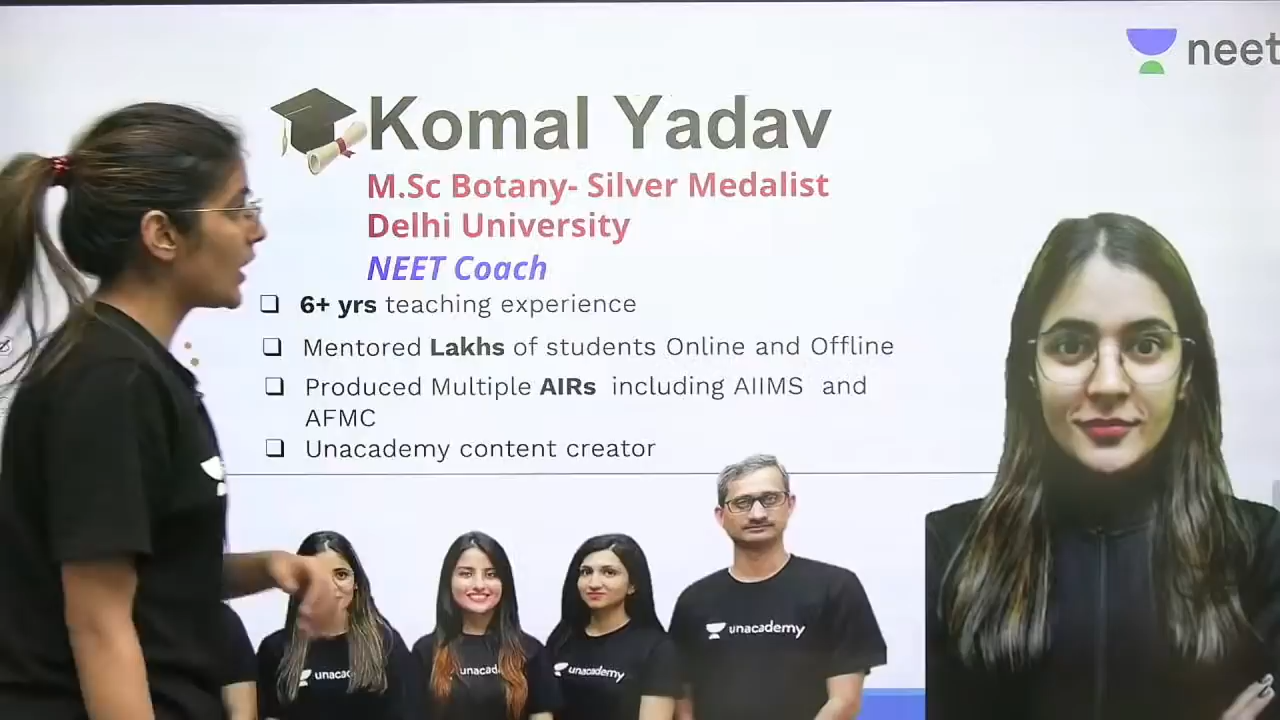 neet
Komal Yadav
M.Sc Botany- Silver Medalist
Delhi University
NEET Coach
6+ yrs teaching experience
Mentored Lakhs of students Online and Offline
Produced Multiple AIRs including AIIMS and
AFMC
Unacademy content creator
unacademy
unacademy